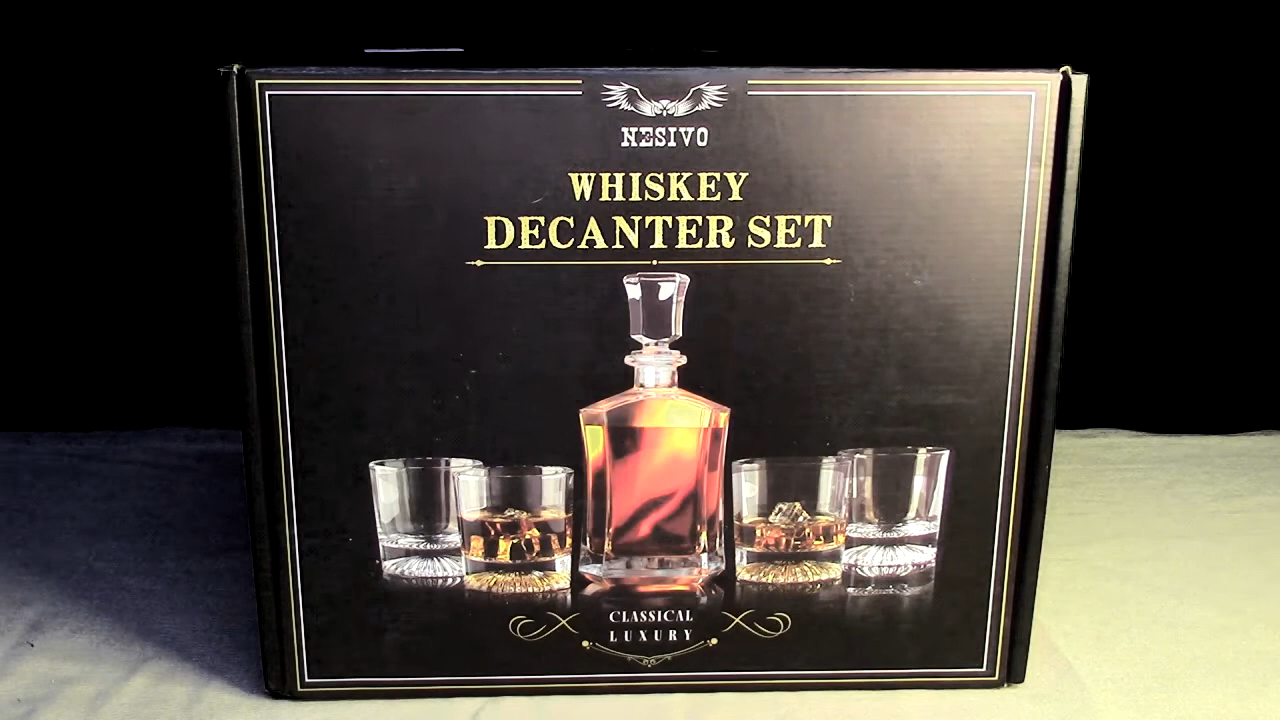 NESIVO
WHISKEY
DECANTER SET
CLASSICAL
LUXURY